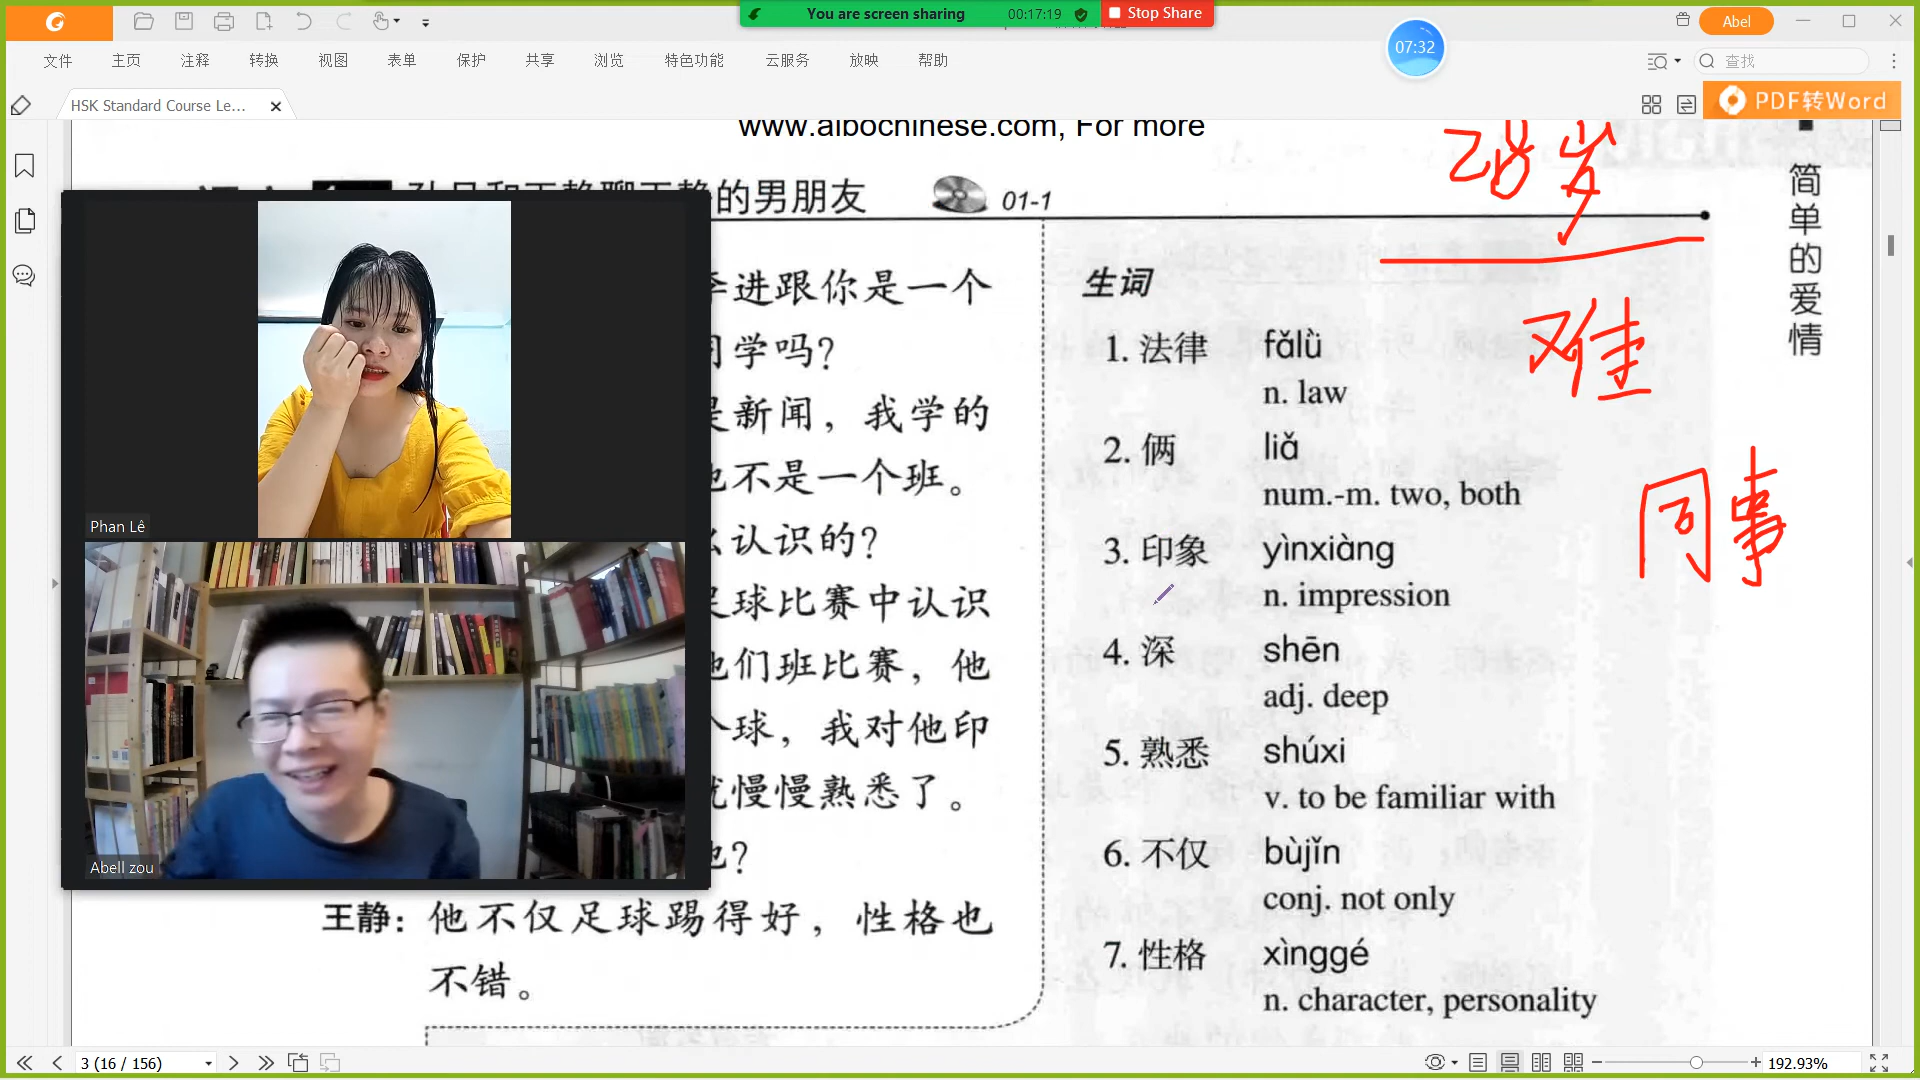 You are screen sharing 00:17:19 Stop Share
Abel
07:32
文件 主页 注释 转换 视图 表单 保护 共享 浏览 特色功能 云服务 放映 帮助
查找
HSK Standard Course Le...
PDF转Word
www.aibochinese.com, For more
的男朋友 01-1
28岁
难
同事
简单的爱情
进跟你是一个
学吗？
新闻，我学的
不是一个班。
认识的？
球比赛中认识
们班比赛，他
球，我对他印
慢慢熟悉了。
？
王静：他不仅足球踢得好，性格也
不错。
生词
1. 法律 fǎlǜ
n. law
2. 俩 liǎ
num.-m. two, both
3. 印象 yìnxiàng
n. impression
4. 深 shēn
adj. deep
5. 熟悉 shúxi
v. to be familiar with
6. 不仅 bùjǐn
conj. not only
7. 性格 xìnggé
n. character, personality
Phan Lê
Abell zou
3 (16 / 156)
192.93%